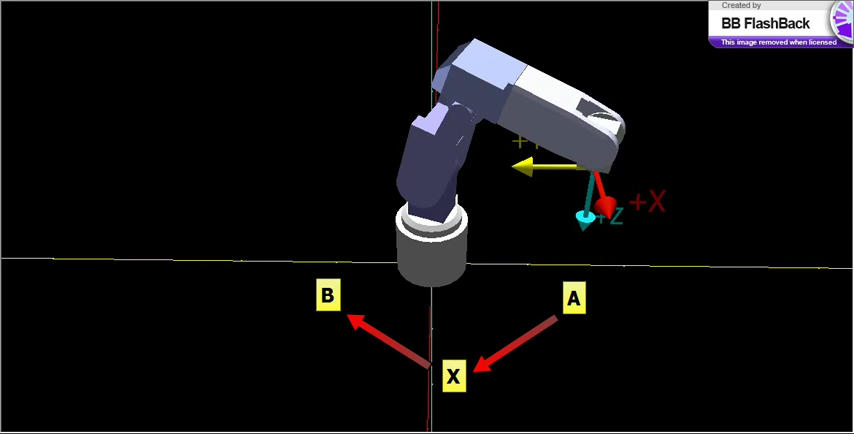 Created by
BB FlashBack
This image removed when licensed
+X
+Z
B
A
X